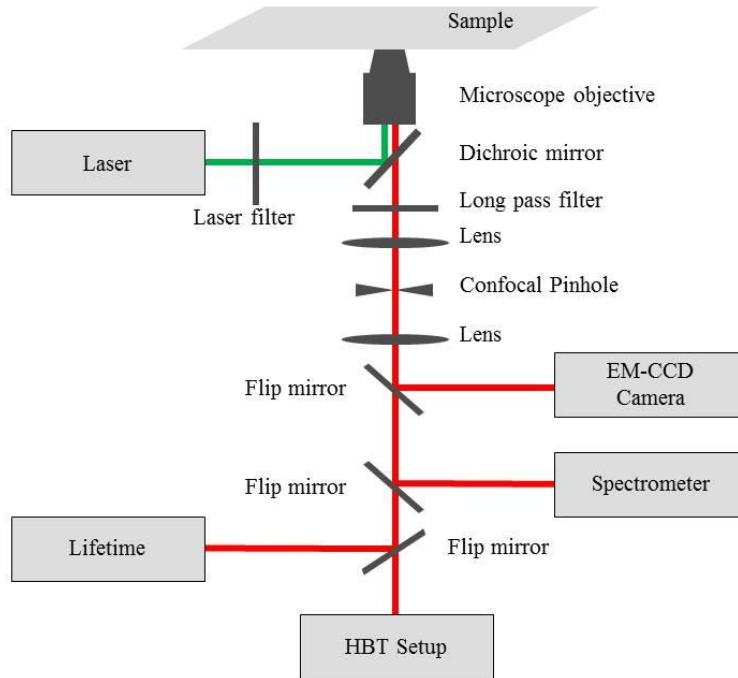 Sample
Microscope objective
Laser
Dichroic mirror
Long pass filter
Laser filter
Lens
Confocal Pinhole
Lens
Flip mirror
EM-CCD
Camera
Flip mirror
Spectrometer
Lifetime
Flip mirror
HBT Setup